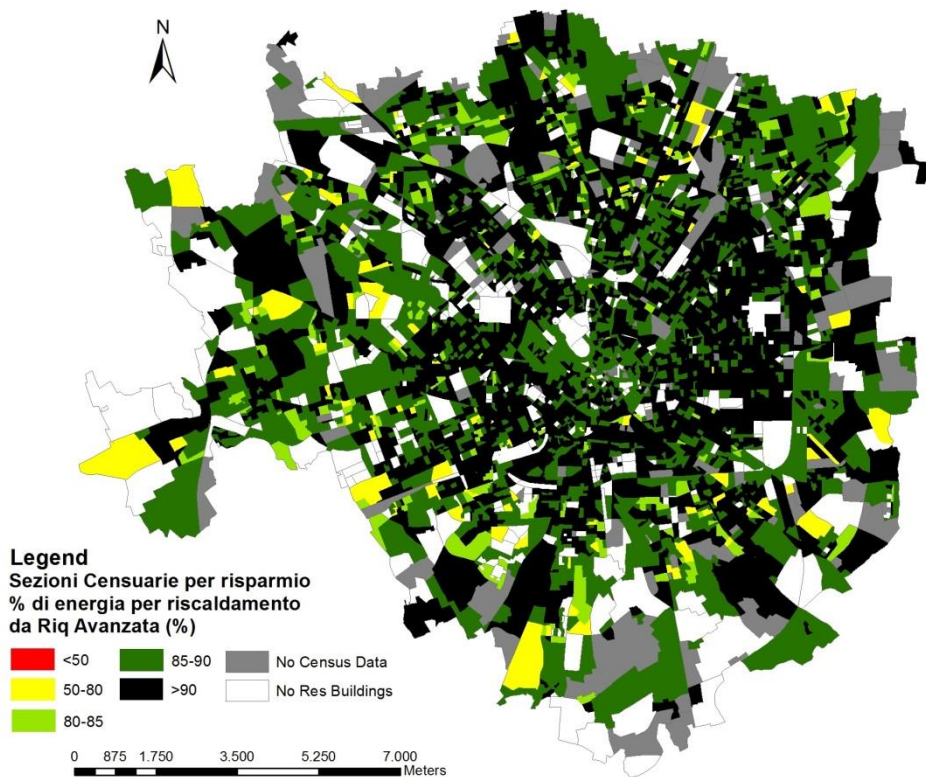 N
Legend
Sezioni Censuarie per risparmio
% di energia per riscaldamento
da Riq Avanzata (%)
<50
85-90
No Census Data
50-80
>90
No Res Buildings
80-85
0 875 1.750 3.500 5.250 7.000
Meters